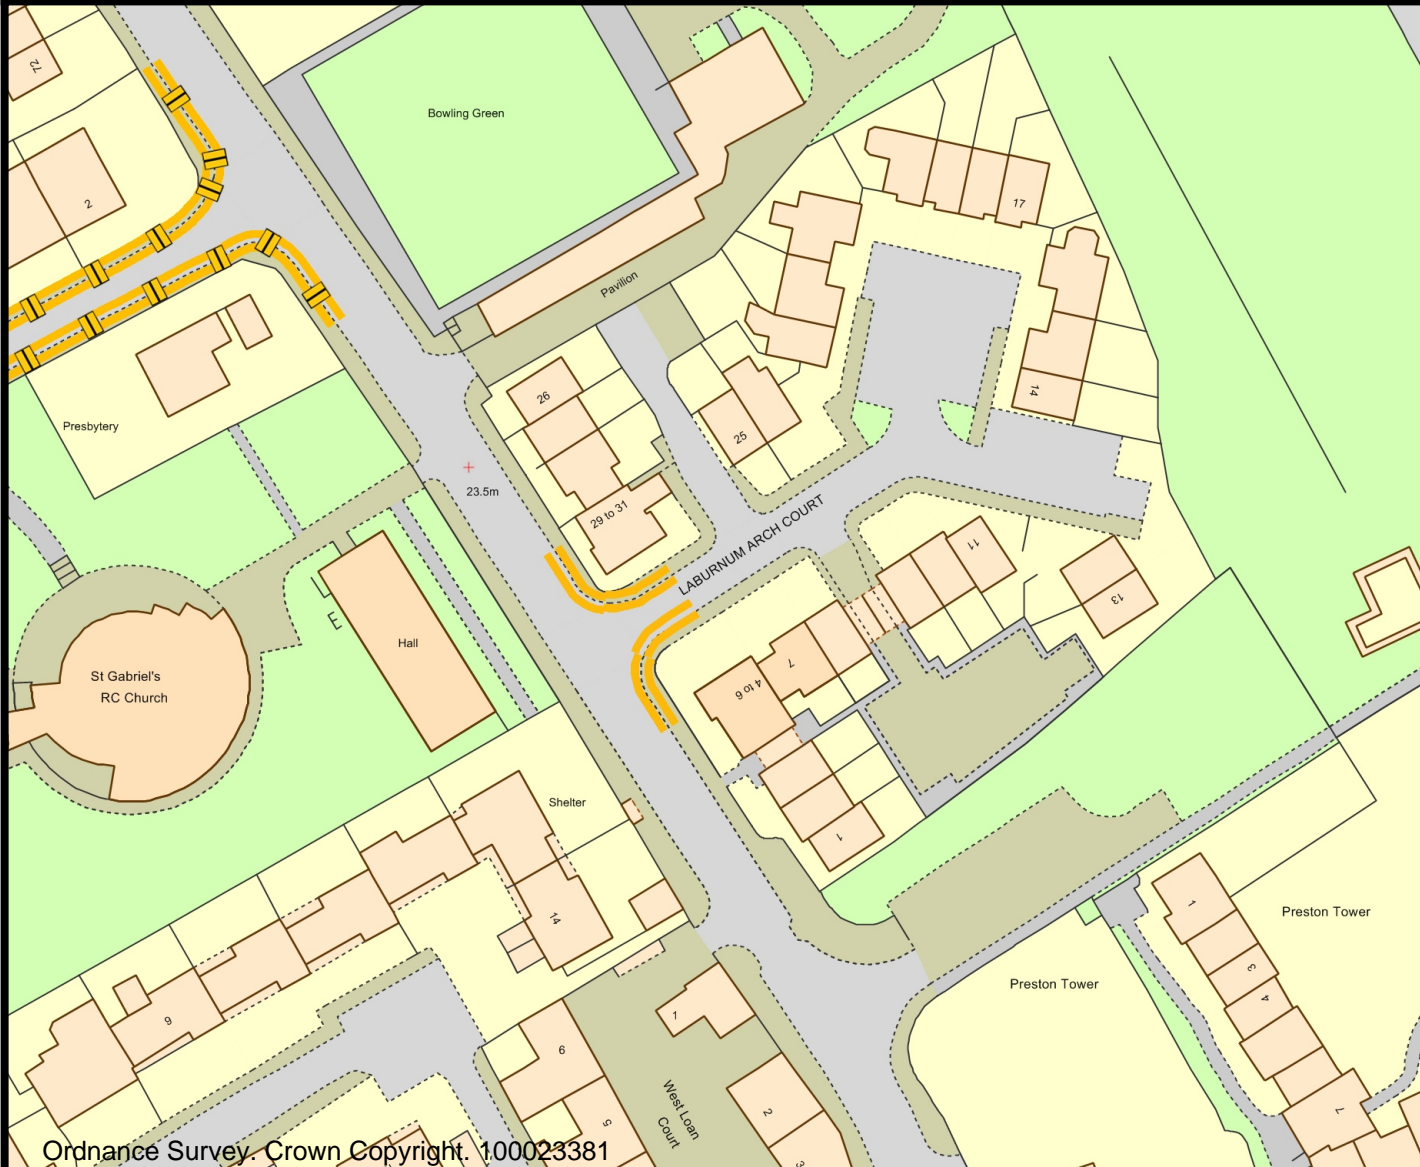 72
Bowling Green
2
17
Pavilion
14
26
25
Presbytery
23.5m
29 to 31
LABURNUM ARCH COURT
11
13
Hall
St Gabriel's
RC Church
7
4 to 6
Shelter
1
14
1
Preston Tower
3
Preston Tower
4
9
1
6
West Loan
Court
2
5
7
3
Ordnance Survey. Crown Copyright. 100023381